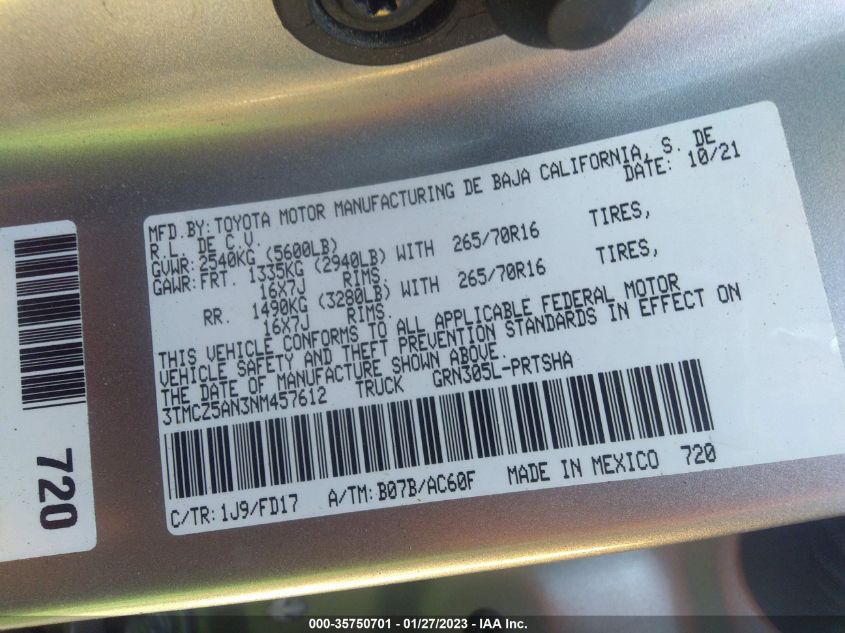 MFD.BY:TOYOTA MOTOR MANUFACTURING DE BAJA CALIFORNIA, S. DE
R.L. DE C.V. DATE: 10/21
GVWR:2540KG (5600LB)
GAWR:FRT. 1335KG (2940LB) WITH 265/70R16 TIRES,
16X7J RIMS.
RR. 1490KG (3280LB) WITH 265/70R16 TIRES,
16X7J RIMS.
THIS VEHICLE CONFORMS TO ALL APPLICABLE FEDERAL MOTOR
VEHICLE SAFETY AND THEFT PREVENTION STANDARDS IN EFFECT ON
THE DATE OF MANUFACTURE SHOWN ABOVE.
3TMCZ5AN3NM457612 TRUCK GRN305L-PRTSHA
C/TR:1J9/FD17 A/TM:B07B/AC60F MADE IN MEXICO 720
720
000-35750701 — 01/27/2023 — IAA Inc.